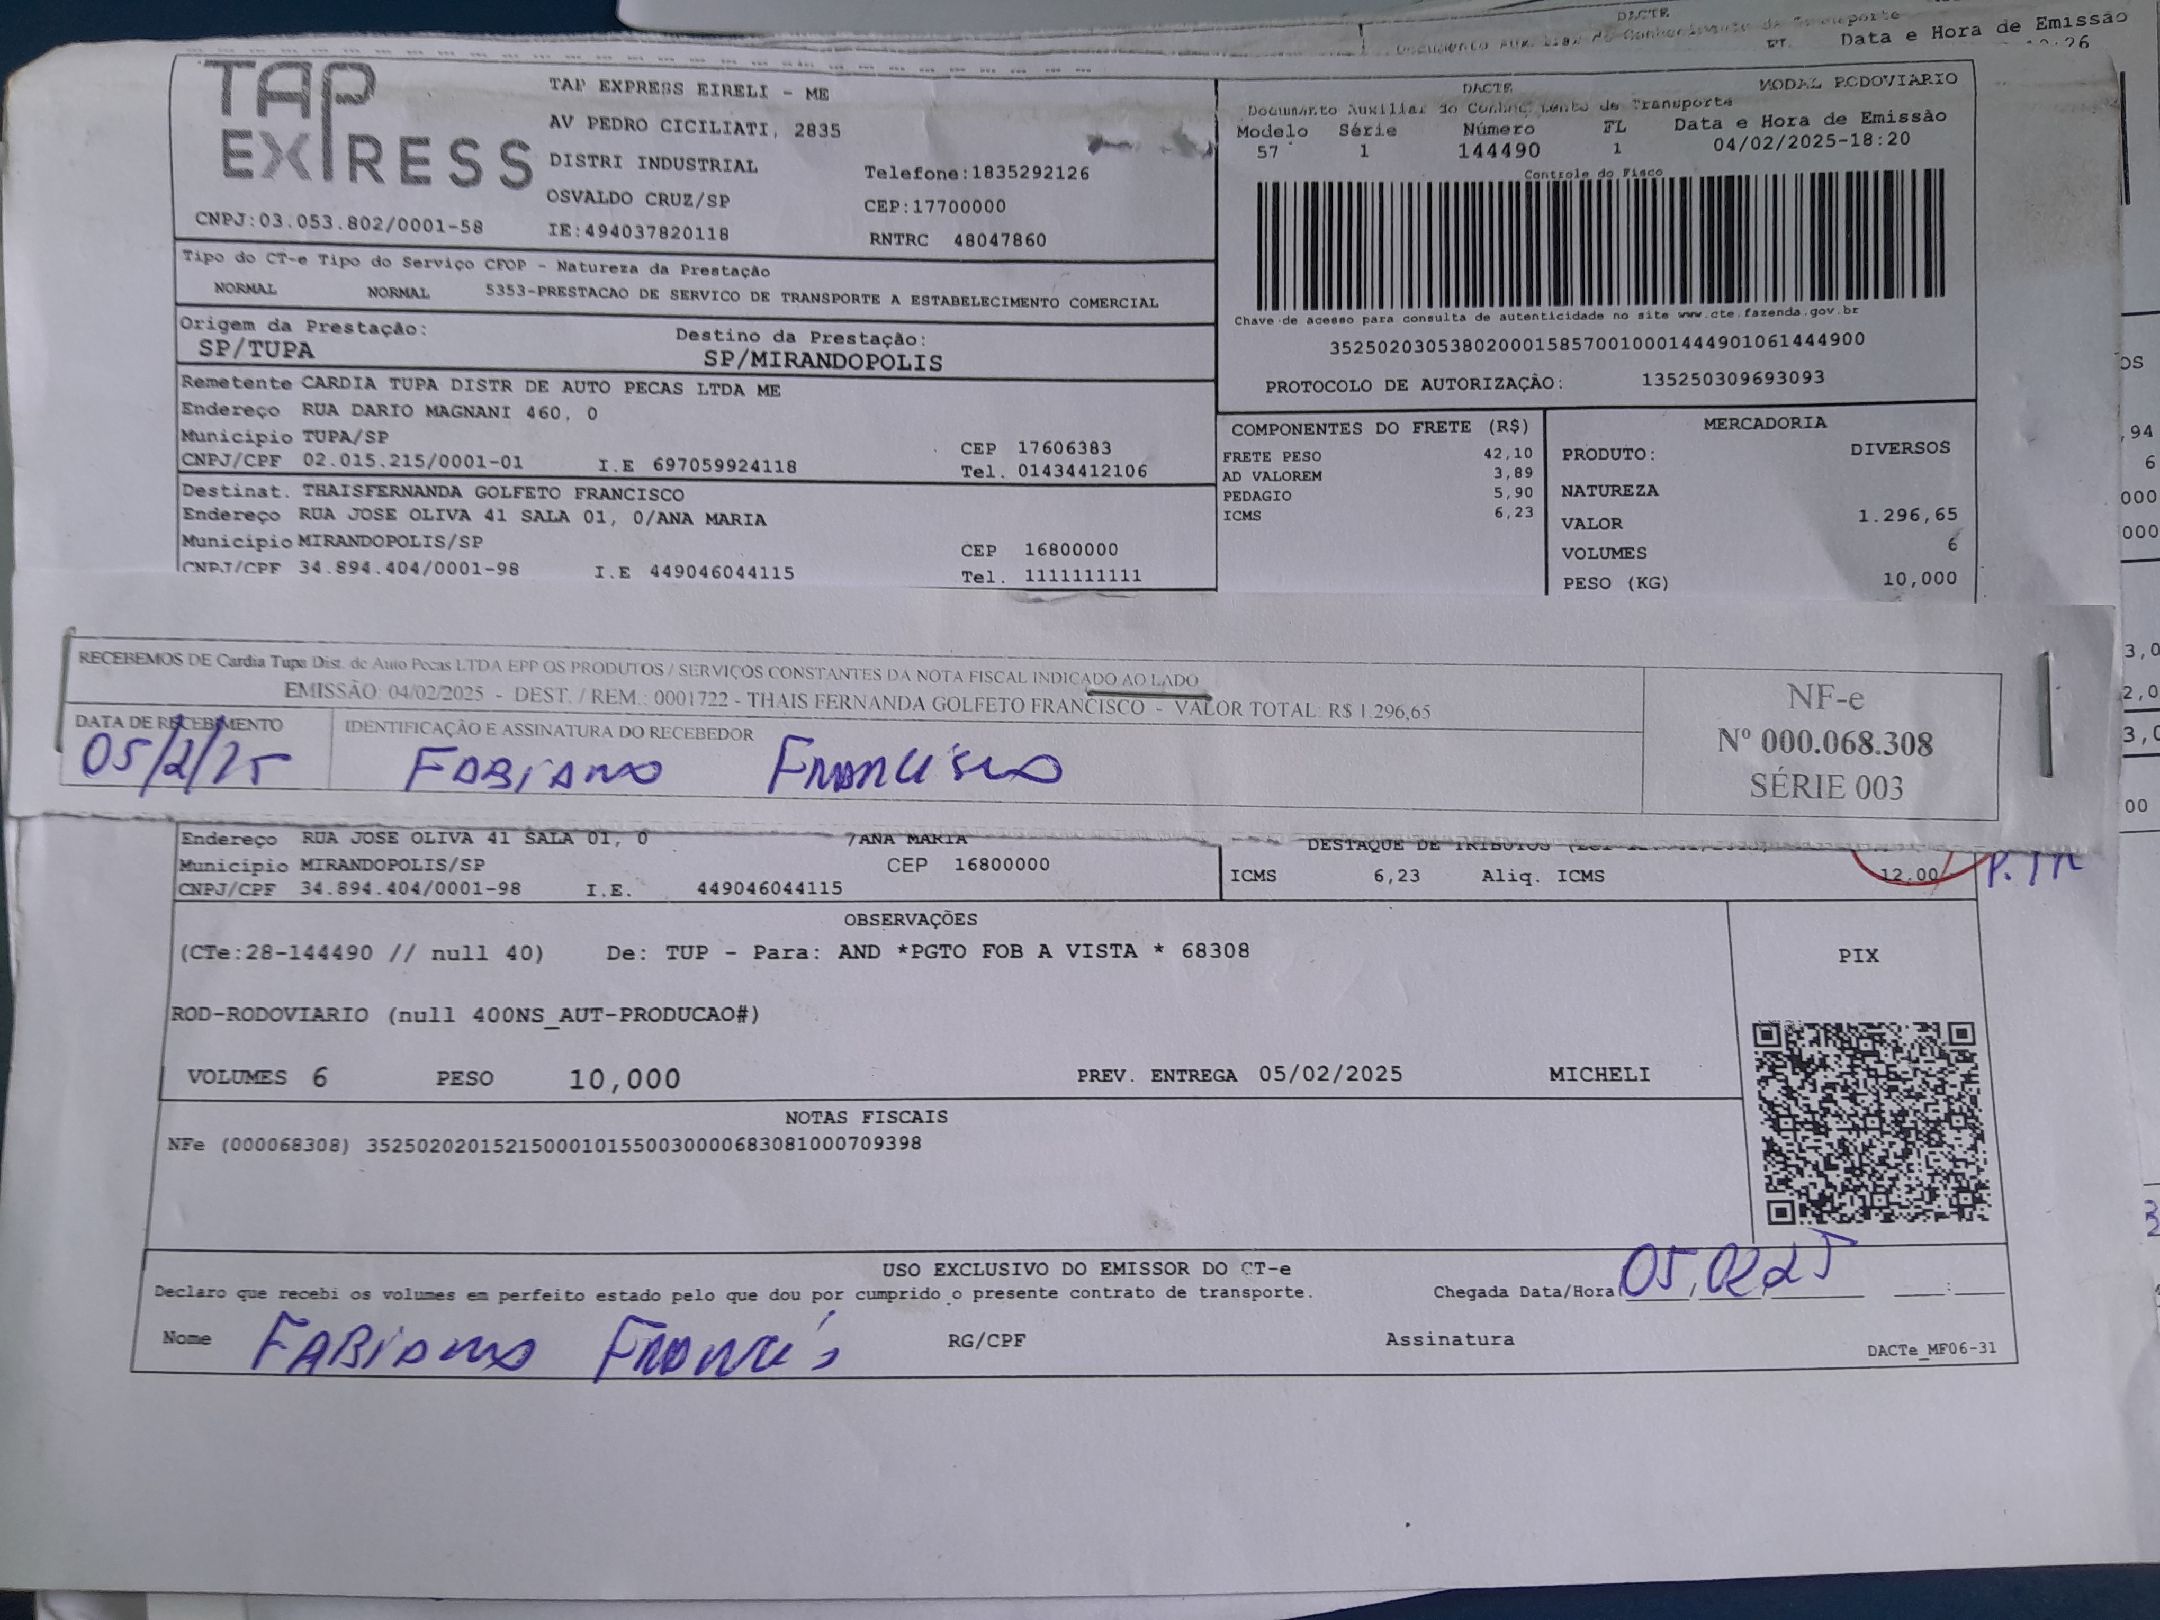 DACTE
Data e Hora de Emissão
TAP EXPRESS
TAP EXPRESS EIRELI - ME
AV PEDRO CICILIATI, 2835
DISTRI INDUSTRIAL
Telefone:1835292126
OSVALDO CRUZ/SP
CEP:17700000
CNPJ:03.053.802/0001-58
IE:494037820118
RNTRC 48047860
DACTE
MODAL RODOVIARIO
Documento Auxiliar do Conhecimento de Transporte
Modelo Série Número FL Data e Hora de Emissão
57 1 144490 1 04/02/2025-18:20
Controle do Fisco
Chave de acesso para consulta de autenticidade no site www.cte.fazenda.gov.br
35250203053802000158570010001444901061444900
PROTOCOLO DE AUTORIZAÇÃO: 135250309693093
Tipo do CT-e Tipo do Serviço CFOP - Natureza da Prestação
NORMAL NORMAL 5353-PRESTACAO DE SERVICO DE TRANSPORTE A ESTABELECIMENTO COMERCIAL
Origem da Prestação: Destino da Prestação:
SP/TUPA SP/MIRANDOPOLIS
Remetente CARDIA TUPA DISTR DE AUTO PECAS LTDA ME
Endereço RUA DARIO MAGNANI 460, 0
Municipio TUPA/SP CEP 17606383
CNPJ/CPF 02.015.215/0001-01 I.E 697059924118 Tel. 01434412106
Destinat. THAISFERNANDA GOLFETO FRANCISCO
Endereço RUA JOSE OLIVA 41 SALA 01, 0/ANA MARIA
Municipio MIRANDOPOLIS/SP CEP 16800000
CNPJ/CPF 34.894.404/0001-98 I.E 449046044115 Tel. 1111111111
COMPONENTES DO FRETE (R$)
FRETE PESO 42,10
AD VALOREM 3,89
PEDAGIO 5,90
ICMS 6,23
MERCADORIA
PRODUTO: DIVERSOS
NATUREZA
VALOR 1.296,65
VOLUMES 6
PESO (KG) 10,000
RECEBEMOS DE Cardia Tupa Dist. de Auto Pecas LTDA EPP OS PRODUTOS / SERVIÇOS CONSTANTES DA NOTA FISCAL INDICADO AO LADO
EMISSÃO: 04/02/2025 - DEST. / REM.: 0001722 - THAIS FERNANDA GOLFETO FRANCISCO - VALOR TOTAL: R$ 1.296,65
DATA DE RECEBIMENTO IDENTIFICAÇÃO E ASSINATURA DO RECEBEDOR
05/2/25 FABIANO FRANCISCO
NF-e
Nº 000.068.308
SÉRIE 003
Endereço RUA JOSE OLIVA 41 SALA 01, 0 /ANA MARIA
Municipio MIRANDOPOLIS/SP CEP 16800000
CNPJ/CPF 34.894.404/0001-98 I.E. 449046044115
DESTAQUE DE TRIBUTOS
ICMS 6,23 Aliq. ICMS 12,00
OBSERVAÇÕES
(CTe:28-144490 // null 40) De: TUP - Para: AND *PGTO FOB A VISTA * 68308
PIX
ROD-RODOVIARIO (null 400NS_AUT-PRODUCAO#)
VOLUMES 6 PESO 10,000 PREV. ENTREGA 05/02/2025 MICHELI
NOTAS FISCAIS
NFe (000068308) 35250202015215000101550030000683081000709398
USO EXCLUSIVO DO EMISSOR DO CT-e
Declaro que recebi os volumes em perfeito estado pelo que dou por cumprido o presente contrato de transporte. Chegada Data/Hora 05,02,25
Nome FABIANO RG/CPF Assinatura
DACTe_MF06-31